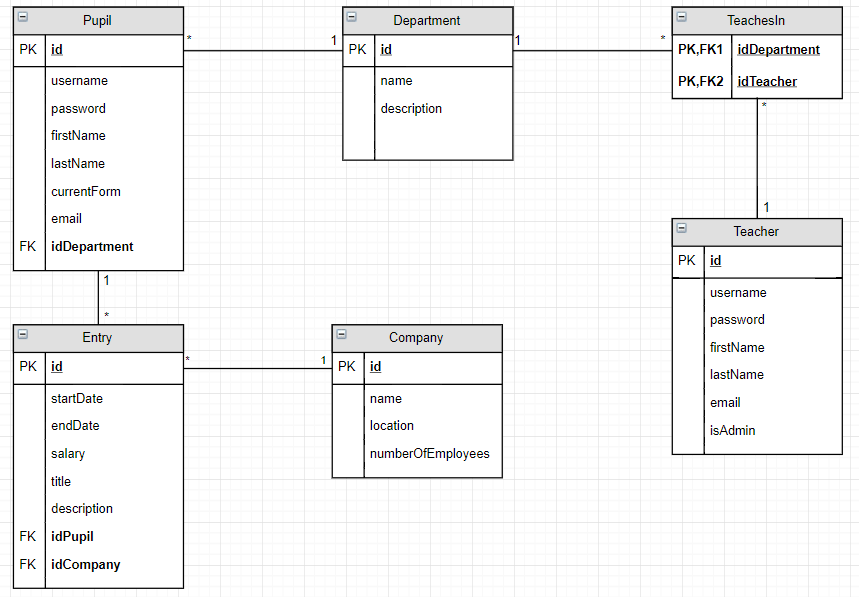 Pupil
PK id
username
password
firstName
lastName
currentForm
email
FK idDepartment
* 1
Department
PK id
name
description
1 *
TeachesIn
PK,FK1 idDepartment
PK,FK2 idTeacher
*
1
Teacher
PK id
username
password
firstName
lastName
email
isAdmin
1
*
Entry
PK id
startDate
endDate
salary
title
description
FK idPupil
FK idCompany
* 1
Company
PK id
name
location
numberOfEmployees